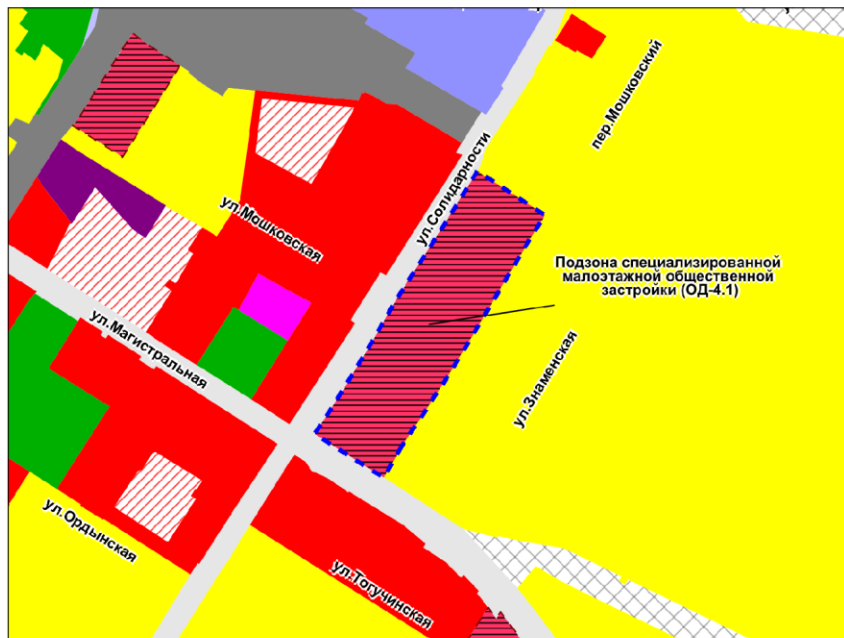 пер.Мошковский
ул.Солидарности
ул.Мошковская
Подзона специализированной
малоэтажной общественной
застройки (ОД-4.1)
ул.Магистральная
ул.Знаменская
ул.Ордынская
ул.Тогучинская